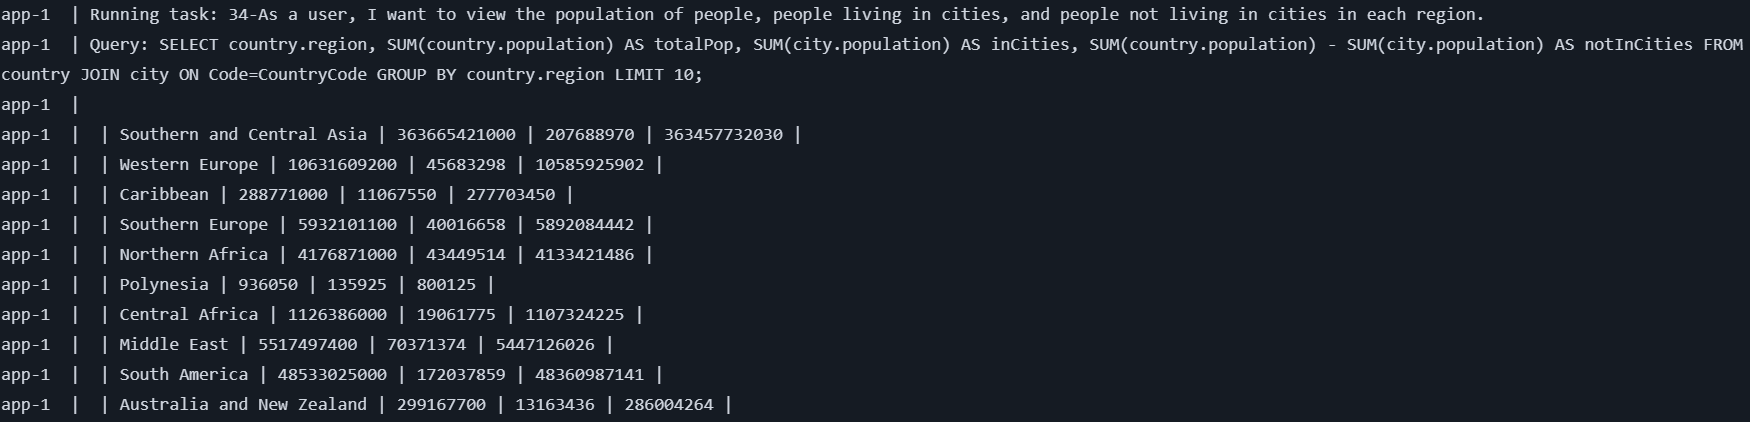 app-1  | Running task: 34-As a user, I want to view the population of people, people living in cities, and people not living in cities in each region.
app-1  | Query: SELECT country.region, SUM(country.population) AS totalPop, SUM(city.population) AS inCities, SUM(country.population) - SUM(city.population) AS notInCities FROM
country JOIN city ON Code=CountryCode GROUP BY country.region LIMIT 10;
app-1  |
app-1  |  | Southern and Central Asia | 363665421000 | 207688970 | 363457732030 |
app-1  |  | Western Europe | 10631609200 | 45683298 | 10585925902 |
app-1  |  | Caribbean | 288771000 | 11067550 | 277703450 |
app-1  |  | Southern Europe | 5932101100 | 40016658 | 5892084442 |
app-1  |  | Northern Africa | 4176871000 | 43449514 | 4133421486 |
app-1  |  | Polynesia | 936050 | 135925 | 800125 |
app-1  |  | Central Africa | 1126386000 | 19061775 | 1107324225 |
app-1  |  | Middle East | 5517497400 | 70371374 | 5447126026 |
app-1  |  | South America | 48533025000 | 172037859 | 48360987141 |
app-1  |  | Australia and New Zealand | 299167700 | 13163436 | 286004264 |